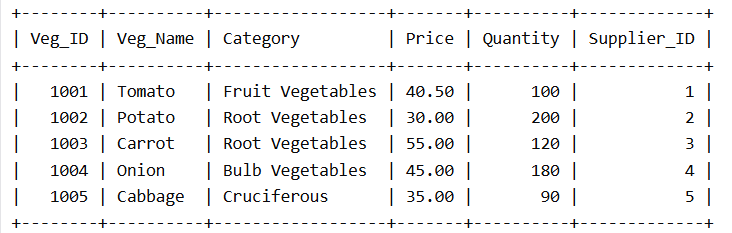 +--------+----------+-----------------+-------+----------+-------------+
| Veg_ID | Veg_Name | Category        | Price | Quantity | Supplier_ID |
+--------+----------+-----------------+-------+----------+-------------+
|   1001 | Tomato   | Fruit Vegetables | 40.50 |      100 |           1 |
|   1002 | Potato   | Root Vegetables  | 30.00 |      200 |           2 |
|   1003 | Carrot   | Root Vegetables  | 55.00 |      120 |           3 |
|   1004 | Onion    | Bulb Vegetables  | 45.00 |      180 |           4 |
|   1005 | Cabbage  | Cruciferous      | 35.00 |       90 |           5 |
+--------+----------+-----------------+-------+----------+-------------+